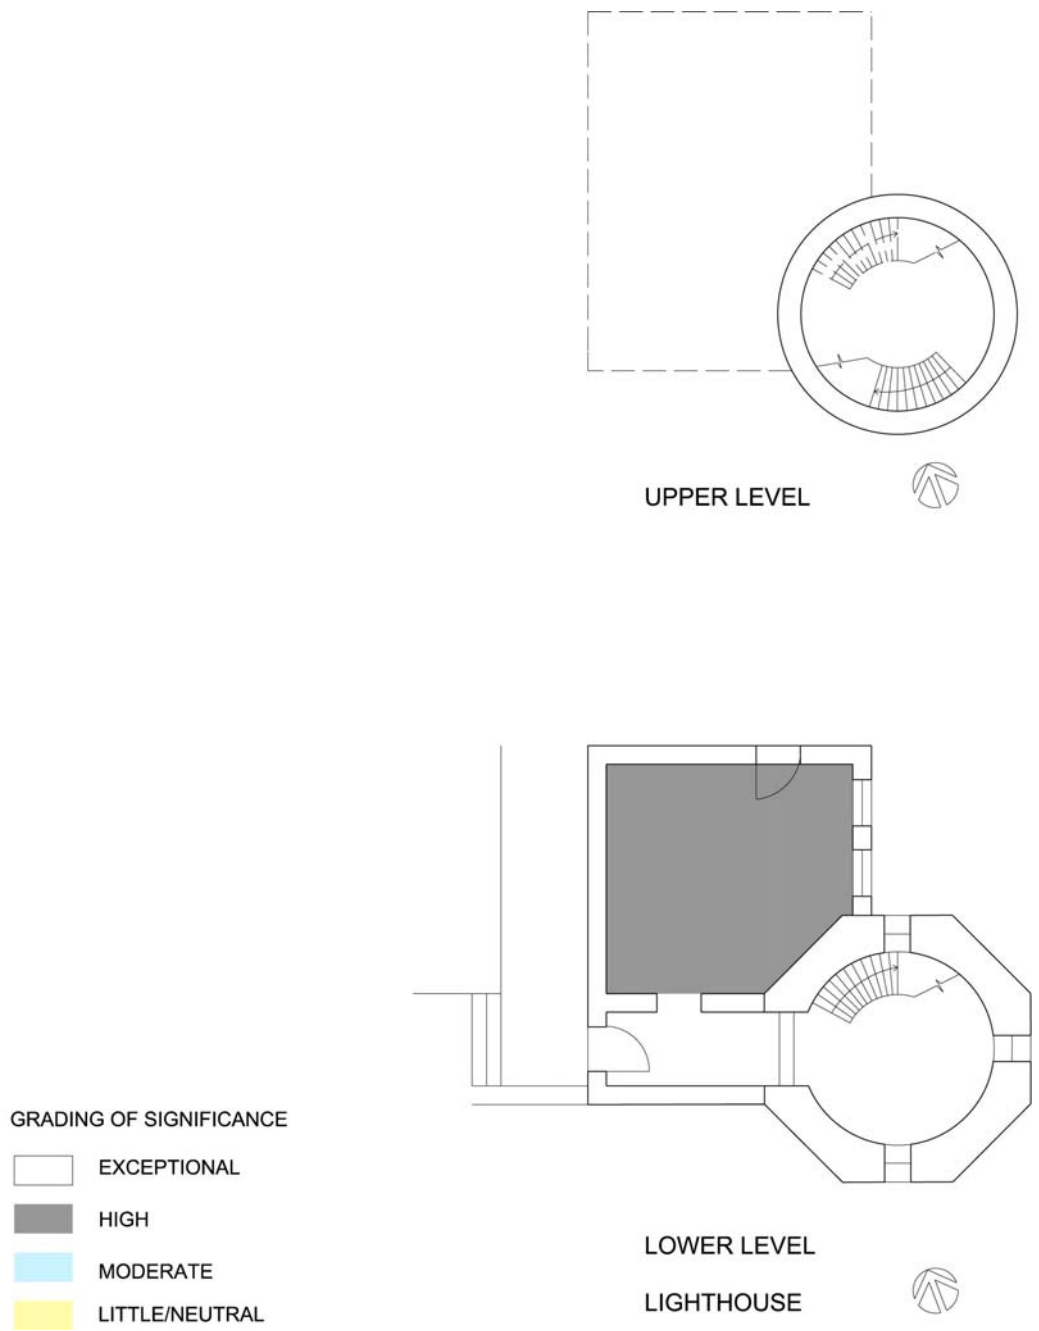 UPPER LEVEL
GRADING OF SIGNIFICANCE
EXCEPTIONAL
HIGH
MODERATE
LITTLE/NEUTRAL
LOWER LEVEL
LIGHTHOUSE